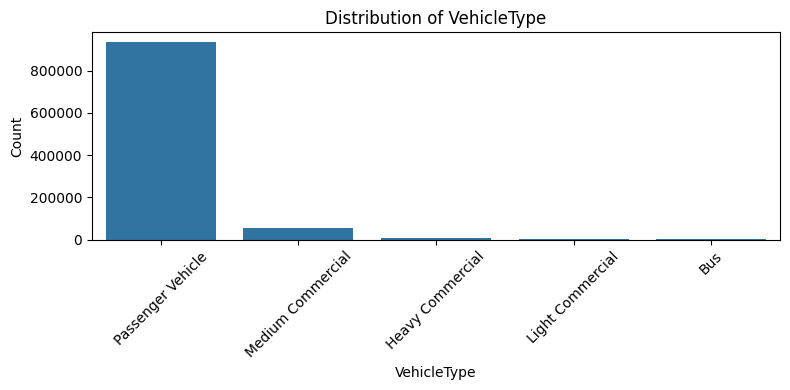 Distribution of VehicleType
Count
800000
600000
400000
200000
0
Passenger Vehicle
Medium Commercial
Heavy Commercial
Light Commercial
Bus
VehicleType